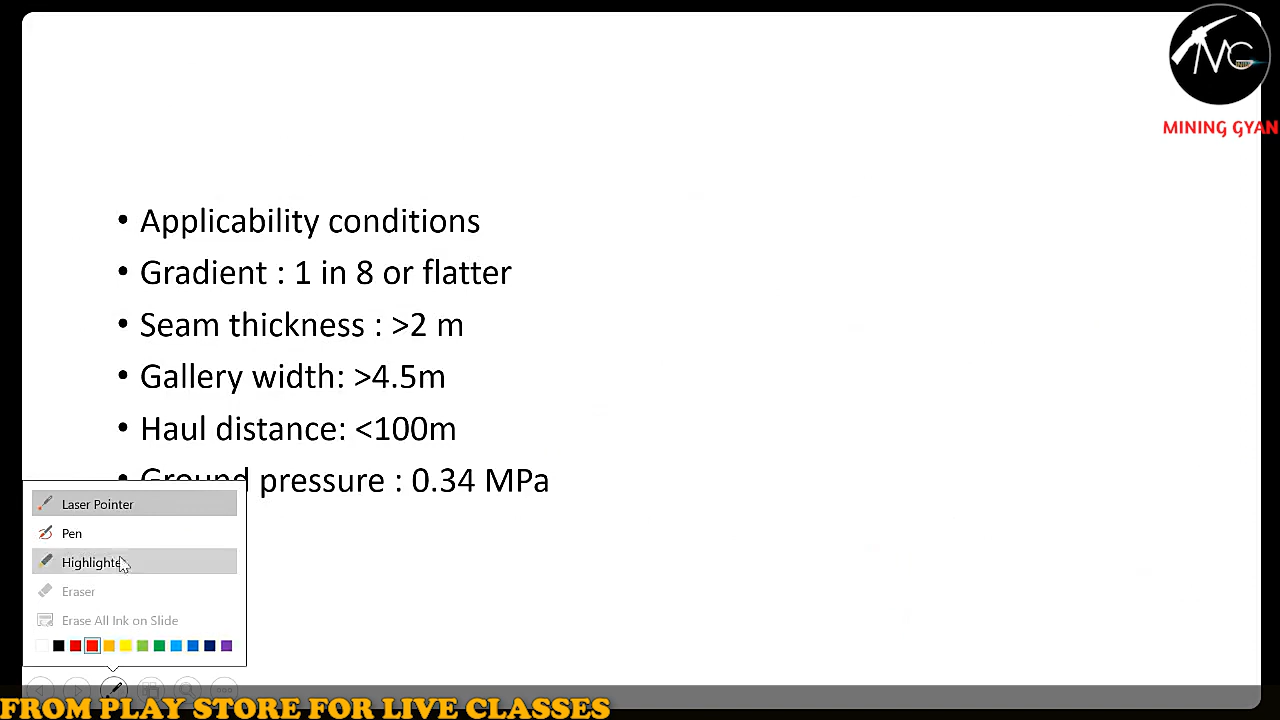 MG
MINING GYAN
• Applicability conditions
• Gradient : 1 in 8 or flatter
• Seam thickness : >2 m
• Gallery width: >4.5m
• Haul distance: <100m
• Ground pressure : 0.34 MPa
Laser Pointer
Pen
Highlighte
Eraser
Erase All Ink on Slide
FROM PLAY STORE FOR LIVE CLASSES